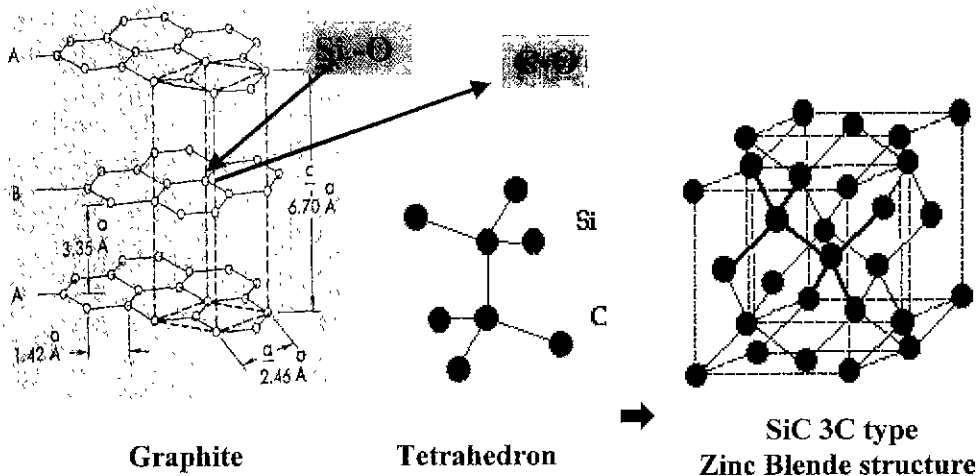 A
Si-O
C-O
B
c
o
6.70 A
o
3.35 A
A
o
1.42 A
a
o
2.46 A
Si
C
Graphite
Tetrahedron
SiC 3C type
Zinc Blende structure